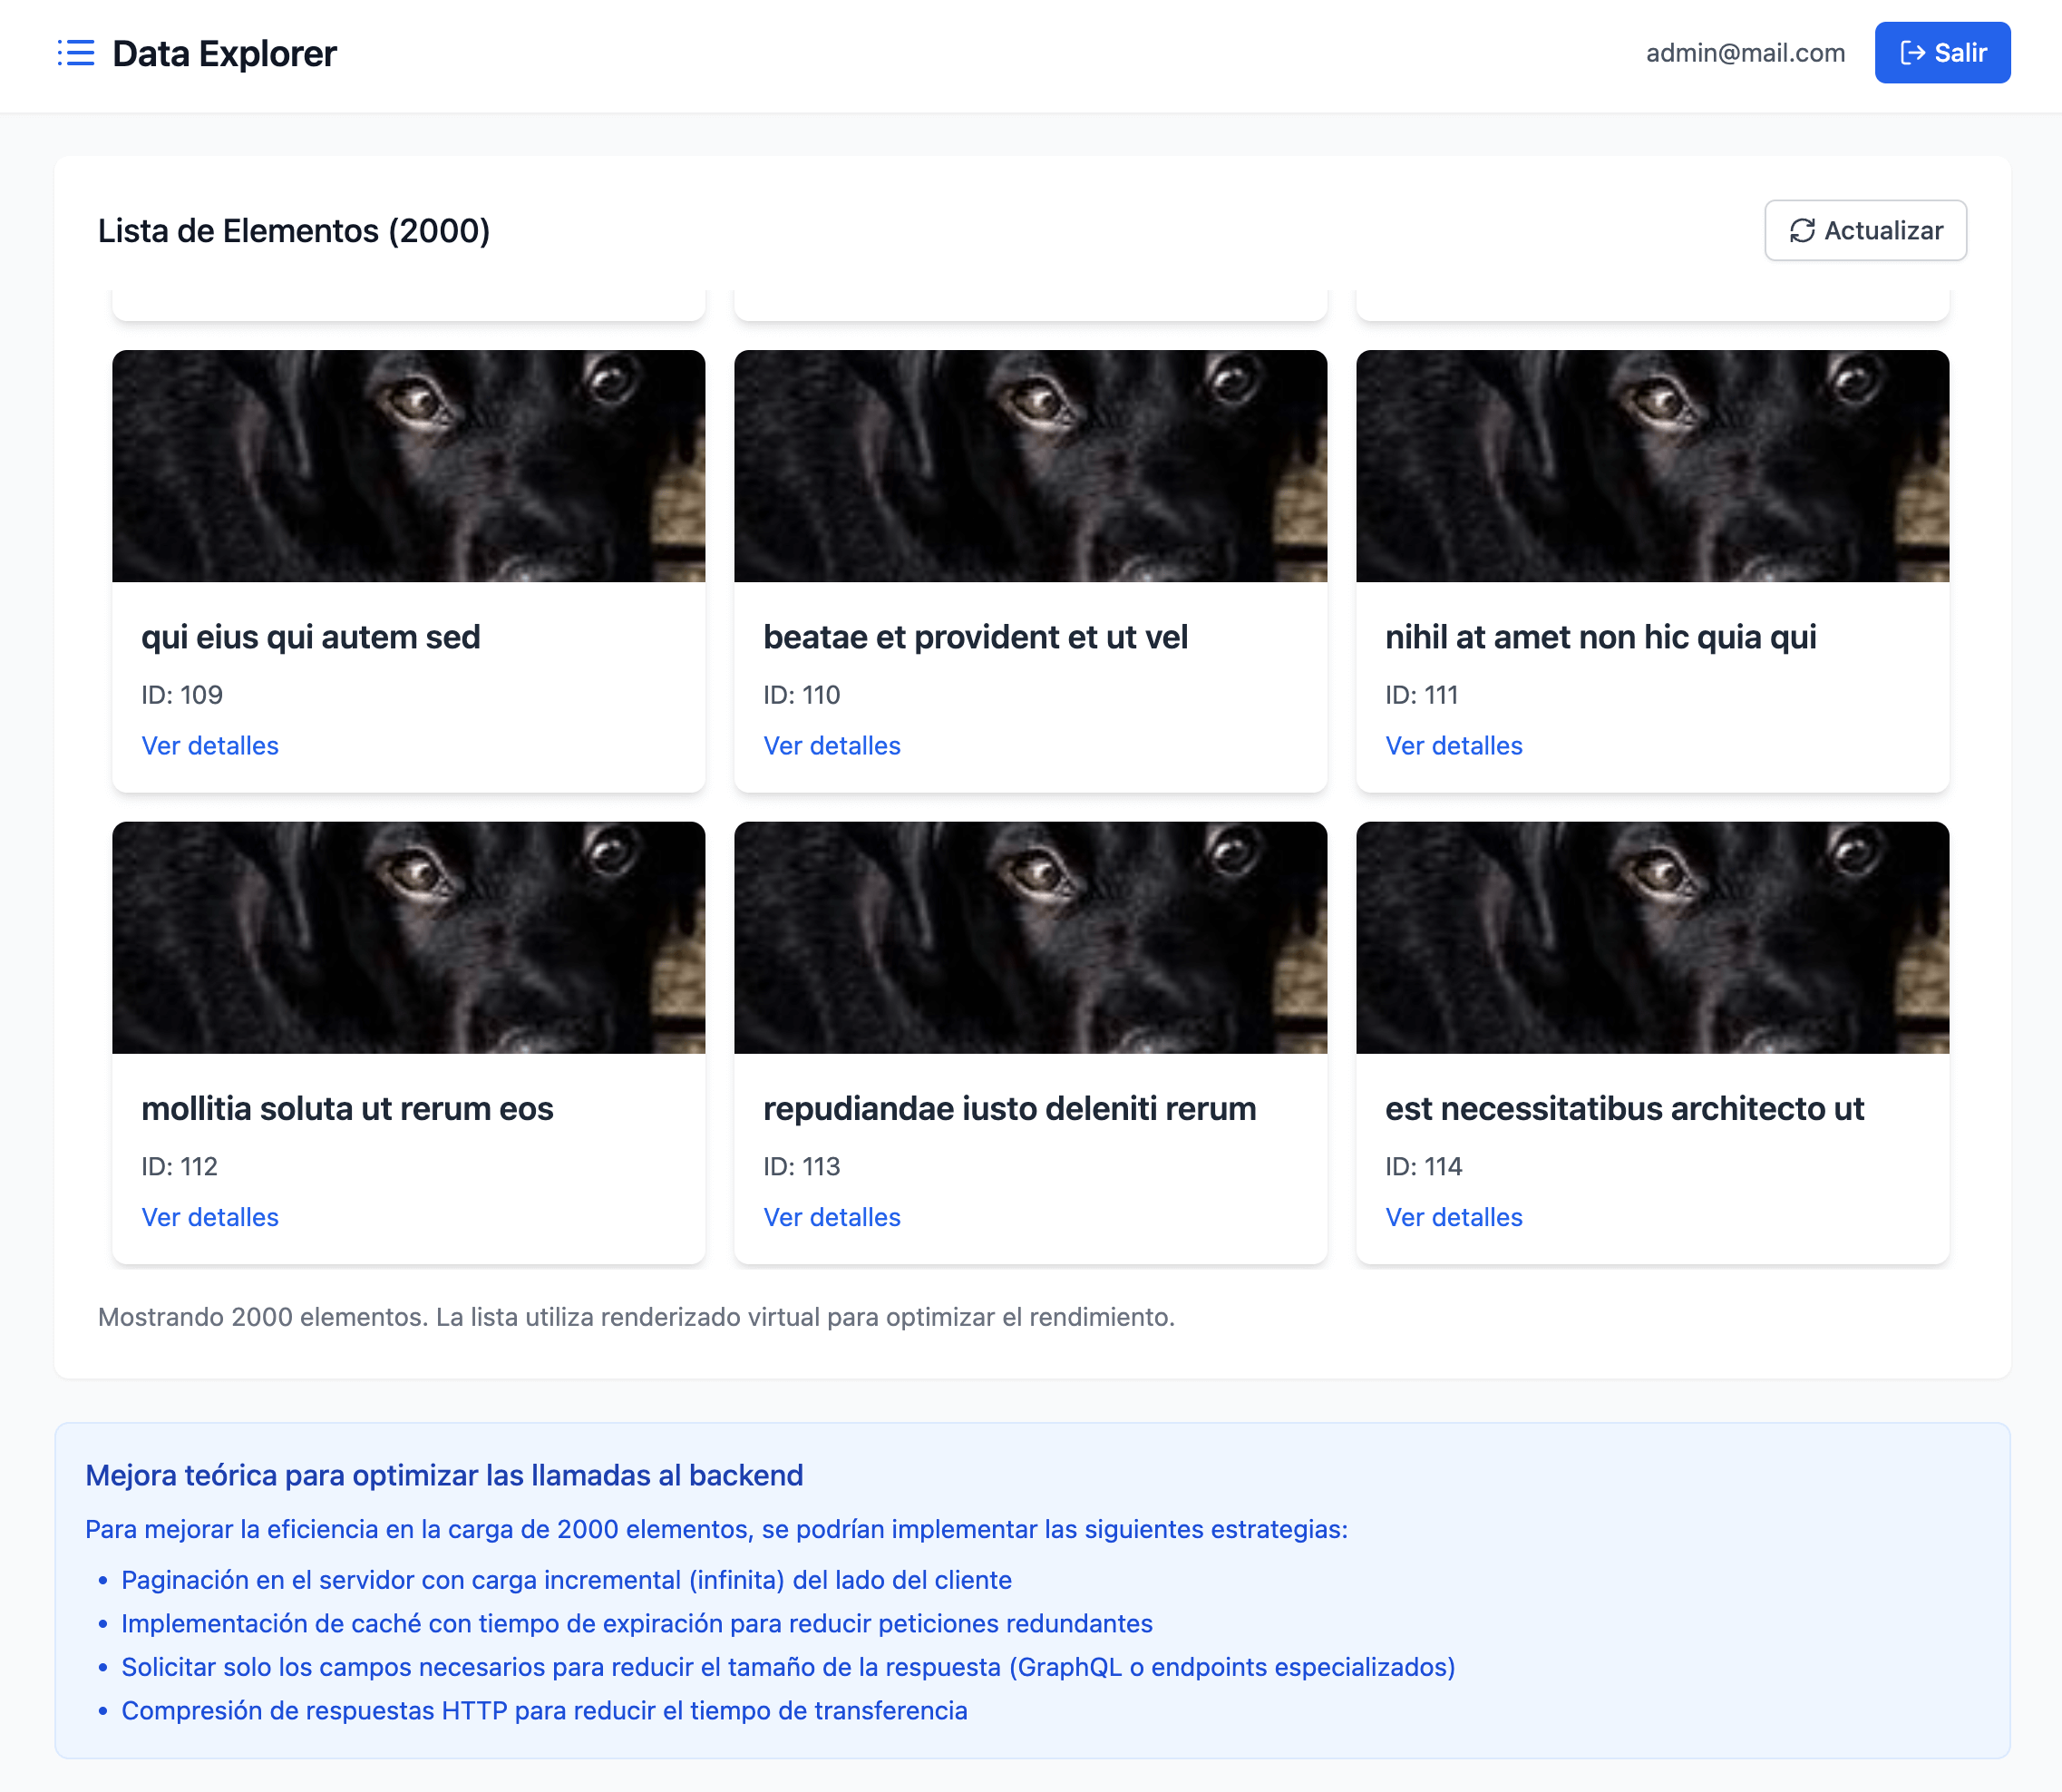 Data Explorer
admin@mail.com
Salir
Lista de Elementos (2000)
Actualizar
qui eius qui autem sed
ID: 109
Ver detalles
beatae et provident et ut vel
ID: 110
Ver detalles
nihil at amet non hic quia qui
ID: 111
Ver detalles
mollitia soluta ut rerum eos
ID: 112
Ver detalles
repudiandae iusto deleniti rerum
ID: 113
Ver detalles
est necessitatibus architecto ut
ID: 114
Ver detalles
Mostrando 2000 elementos. La lista utiliza renderizado virtual para optimizar el rendimiento.
Mejora teórica para optimizar las llamadas al backend
Para mejorar la eficiencia en la carga de 2000 elementos, se podrían implementar las siguientes estrategias:
• Paginación en el servidor con carga incremental (infinita) del lado del cliente
• Implementación de caché con tiempo de expiración para reducir peticiones redundantes
• Solicitar solo los campos necesarios para reducir el tamaño de la respuesta (GraphQL o endpoints especializados)
• Compresión de respuestas HTTP para reducir el tiempo de transferencia